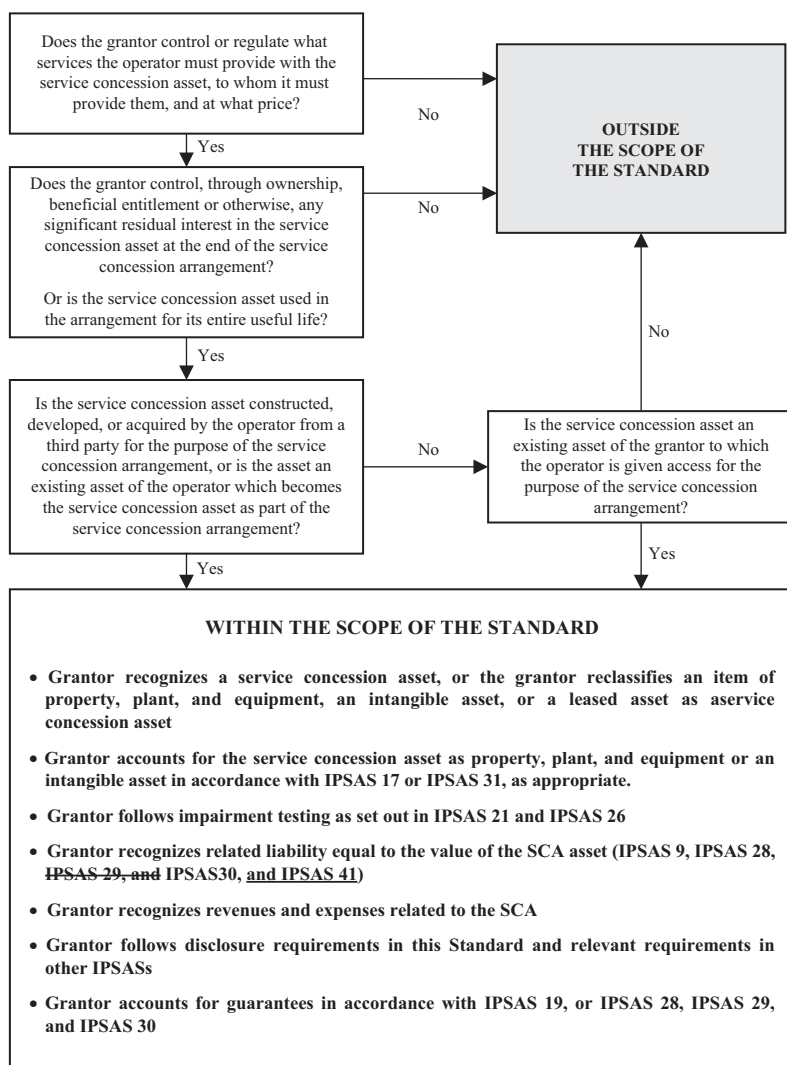 Does the grantor control or regulate what
services the operator must provide with the
service concession asset, to whom it must
provide them, and at what price?
No
OUTSIDE
THE SCOPE OF
THE STANDARD
Yes
Does the grantor control, through ownership,
beneficial entitlement or otherwise, any
significant residual interest in the service
concession asset at the end of the service
concession arrangement?
Or is the service concession asset used in
the arrangement for its entire useful life?
No
No
Yes
Is the service concession asset constructed,
developed, or acquired by the operator from a
third party for the purpose of the service
concession arrangement, or is the asset an
existing asset of the operator which becomes
the service concession asset as part of the
service concession arrangement?
No
Is the service concession asset an
existing asset of the grantor to which
the operator is given access for the
purpose of the service concession
arrangement?
Yes
Yes
WITHIN THE SCOPE OF THE STANDARD
• Grantor recognizes a service concession asset, or the grantor reclassifies an item of
property, plant, and equipment, an intangible asset, or a leased asset as aservice
concession asset
• Grantor accounts for the service concession asset as property, plant, and equipment or an
intangible asset in accordance with IPSAS 17 or IPSAS 31, as appropriate.
• Grantor follows impairment testing as set out in IPSAS 21 and IPSAS 26
• Grantor recognizes related liability equal to the value of the SCA asset (IPSAS 9, IPSAS 28,
IPSAS 29, and IPSAS30, and IPSAS 41)
• Grantor recognizes revenues and expenses related to the SCA
• Grantor follows disclosure requirements in this Standard and relevant requirements in
other IPSASs
• Grantor accounts for guarantees in accordance with IPSAS 19, or IPSAS 28, IPSAS 29,
and IPSAS 30